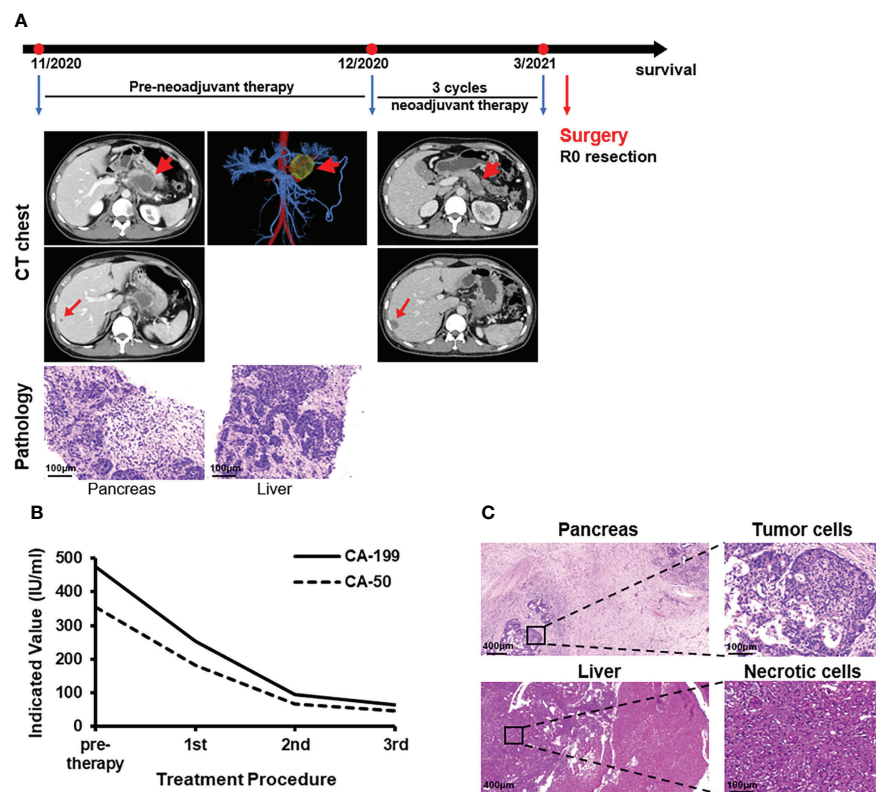 A
11/2020
12/2020
3/2021
survival
Pre-neoadjuvant therapy
3 cycles
neoadjuvant therapy
Surgery
R0 resection
CT chest
Pathology
100μm
100μm
Pancreas
Liver
B
500
400
300
200
100
0
Indicated Value (IU/ml)
CA-199
CA-50
pre-
therapy
1st
2nd
3rd
Treatment Procedure
C
Pancreas
Tumor cells
400μm
100μm
Liver
Necrotic cells
400μm
100μm